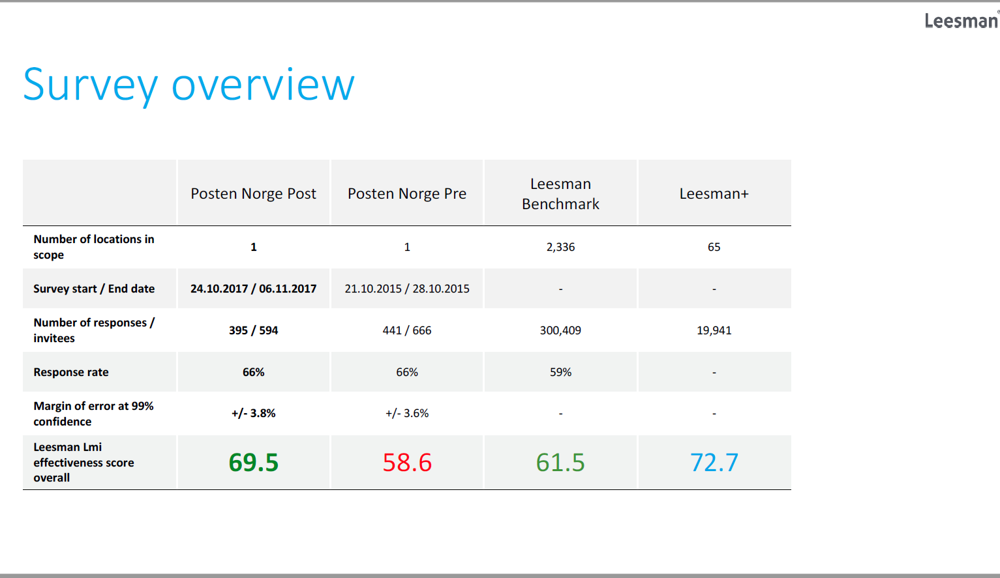 Leesman®
Survey overview
Posten Norge Post
Posten Norge Pre
Leesman
Benchmark
Leesman+
Number of locations in
scope
1
1
2,336
65
Survey start / End date
24.10.2017 / 06.11.2017
21.10.2015 / 28.10.2015
-
-
Number of responses /
invitees
395 / 594
441 / 666
300,409
19,941
Response rate
66%
66%
59%
-
Margin of error at 99%
confidence
+/- 3.8%
+/- 3.6%
-
-
Leesman Lmi
effectiveness score
overall
69.5
58.6
61.5
72.7